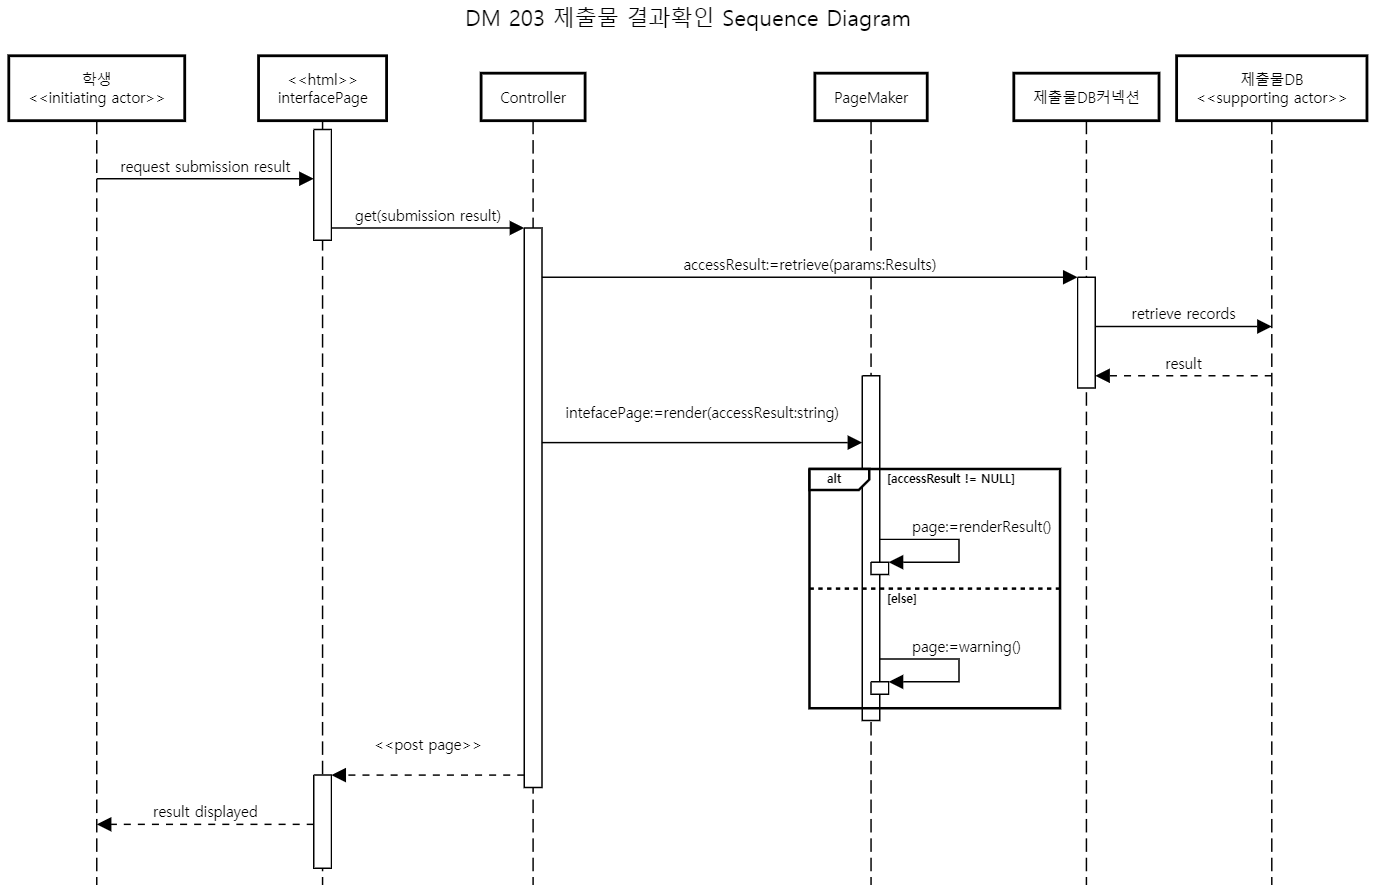 DM 203 제출물 결과확인 Sequence Diagram
학생
<<initiating actor>>
<<html>>
interfacePage
Controller
PageMaker
제출물DB커넥션
제출물DB
<<supporting actor>>
request submission result
get(submission result)
accessResult:=retrieve(params:Results)
retrieve records
result
intefacePage:=render(accessResult:string)
alt
[accessResult != NULL]
page:=renderResult()
[else]
page:=warning()
<<post page>>
result displayed